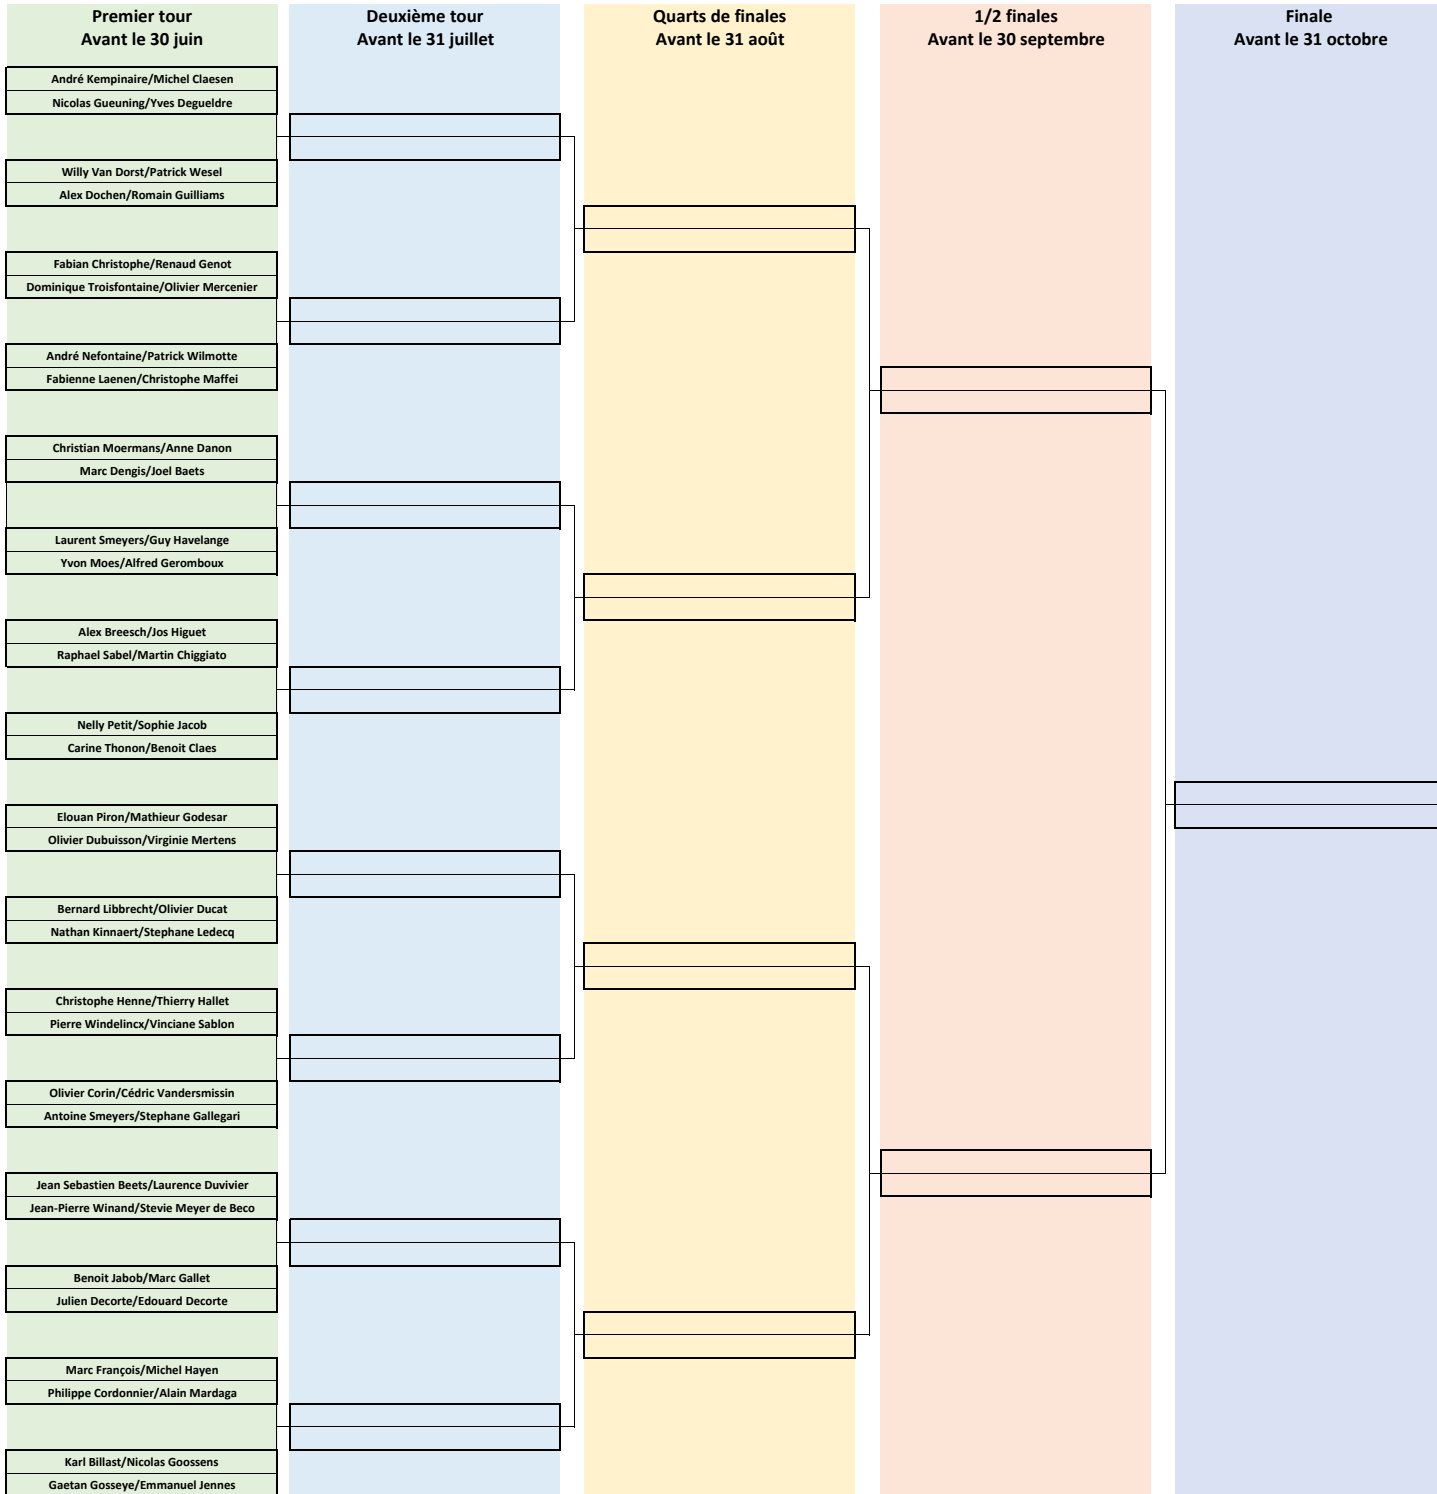 Premier tour
Avant le 30 juin
Deuxième tour
Avant le 31 juillet
Quarts de finales
Avant le 31 août
1/2 finales
Avant le 30 septembre
Finale
Avant le 31 octobre
André Kempinaire/Michel Claesen
Nicolas Gueuning/Yves Degueldre
Willy Van Dorst/Patrick Wesel
Alex Dochen/Romain Guilliams
Fabian Christophe/Renaud Genot
Dominique Troisfontaine/Olivier Mercenier
André Nefontaine/Patrick Wilmotte
Fabienne Laenen/Christophe Maffei
Christian Moermans/Anne Danon
Marc Dengis/Joel Baets
Laurent Smeyers/Guy Havelange
Yvon Moes/Alfred Geromboux
Alex Breesch/Jos Higuet
Raphael Sabel/Martin Chiggiato
Nelly Petit/Sophie Jacob
Carine Thonon/Benoit Claes
Elouan Piron/Mathieur Godesar
Olivier Dubuisson/Virginie Mertens
Bernard Libbrecht/Olivier Ducat
Nathan Kinnaert/Stephane Ledecq
Christophe Henne/Thierry Hallet
Pierre Windelincx/Vinciane Sablon
Olivier Corin/Cédric Vandersmissin
Antoine Smeyers/Stephane Gallegari
Jean Sebastien Beets/Laurence Duvivier
Jean-Pierre Winand/Stevie Meyer de Beco
Benoit Jabob/Marc Gallet
Julien Decorte/Edouard Decorte
Marc François/Michel Hayen
Philippe Cordonnier/Alain Mardaga
Karl Billast/Nicolas Goossens
Gaetan Gosseye/Emmanuel Jennes